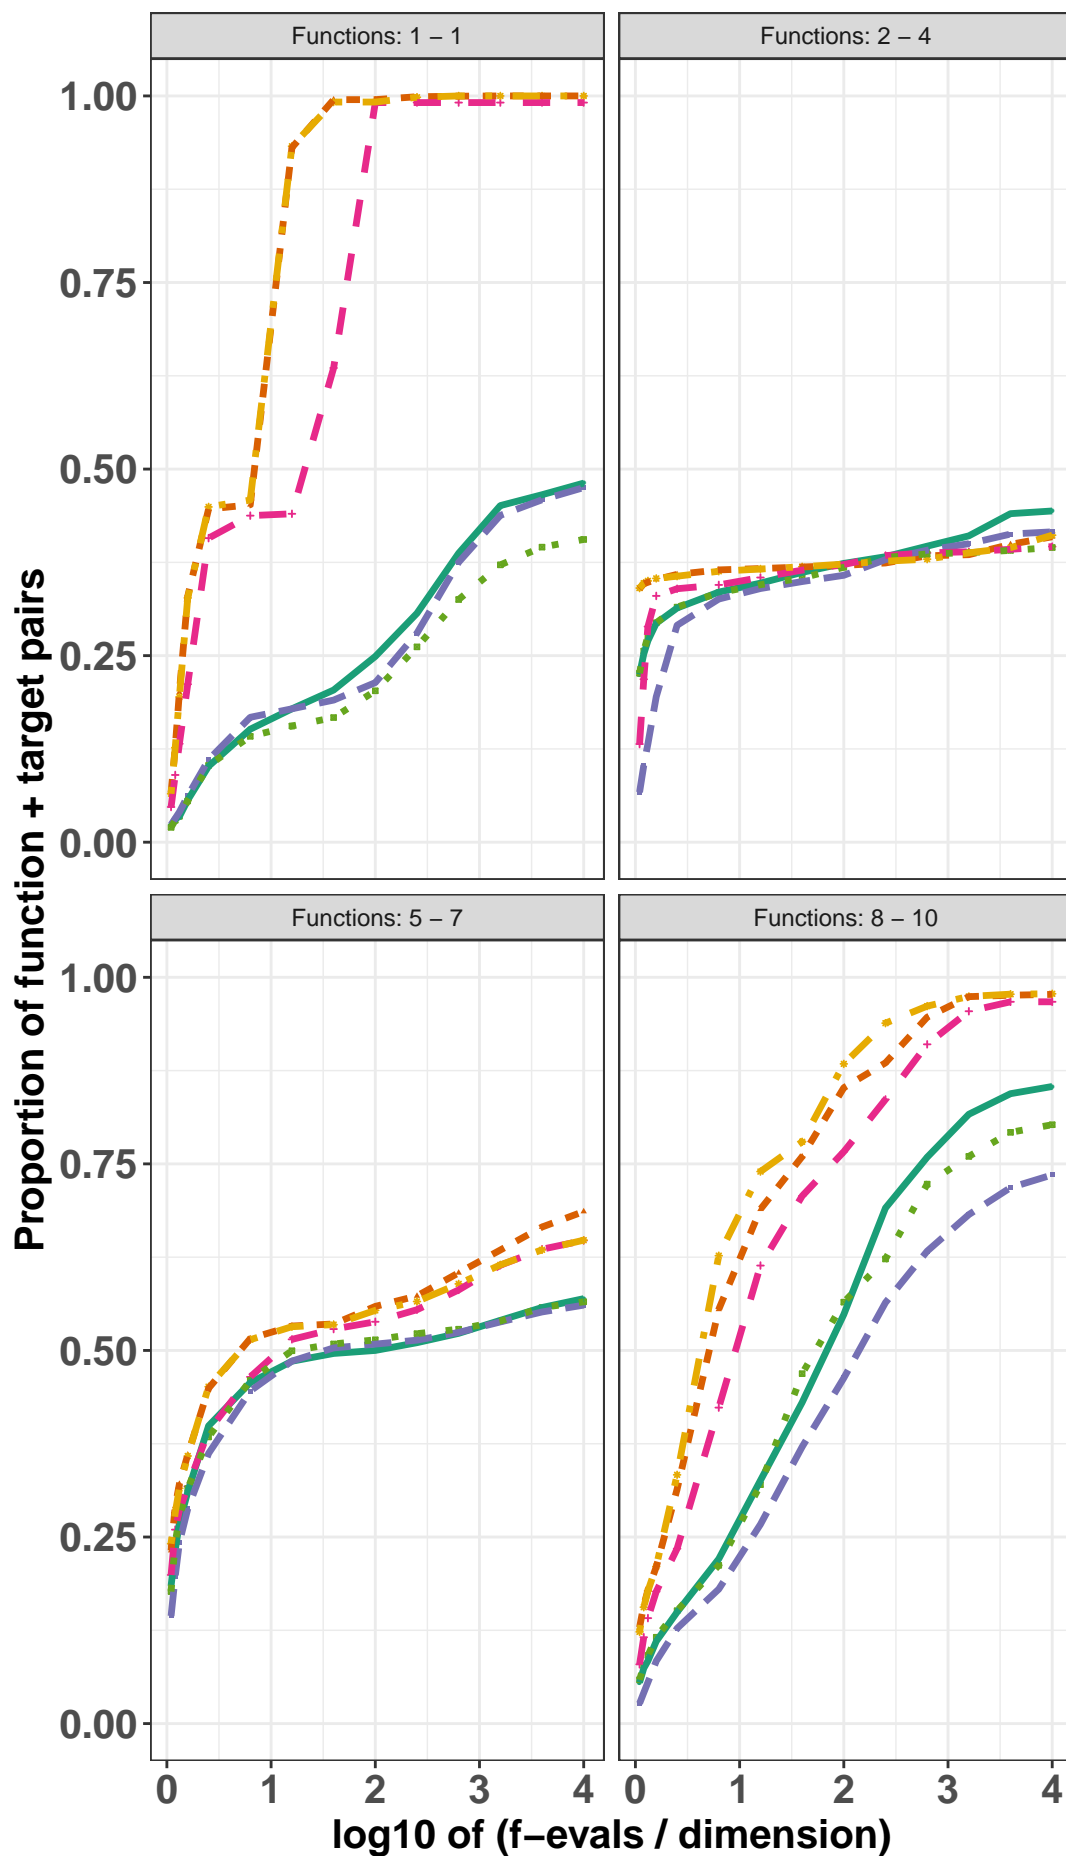 Functions: 1 − 1
Functions: 2 − 4
1.00
0.75
0.50
0.25
0.00
Functions: 5 − 7
Functions: 8 − 10
1.00
0.75
0.50
0.25
0.00
0 1 2 3 4
0 1 2 3 4
log10 of (f−evals / dimension)
Proportion of function + target pairs